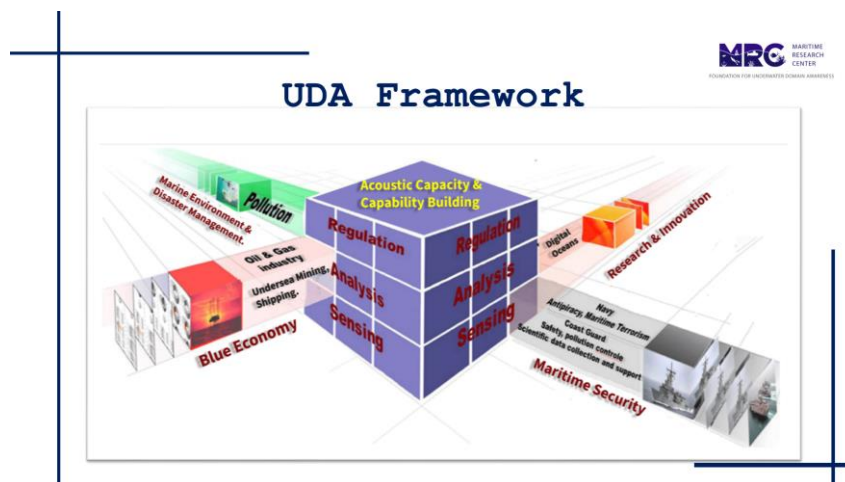 MRC
MARITIME
RESEARCH
CENTER
FOUNDATION FOR UNDERWATER DOMAIN AWARENESS
UDA Framework
Acoustic Capacity &
Capability Building
Regulation
Analysis
Sensing
Regulation
Analysis
Sensing
Marine Environment &
Disaster Management.
Pollution
Oil & Gas
industry
Undersea Mining,
Shipping.
Blue Economy
Digital
Oceans
Research & Innovation
Navy
Antipiracy, Maritime Terrorism
Coast Guard
Safety, pollution controle
Scientific data collection and support
Maritime Security